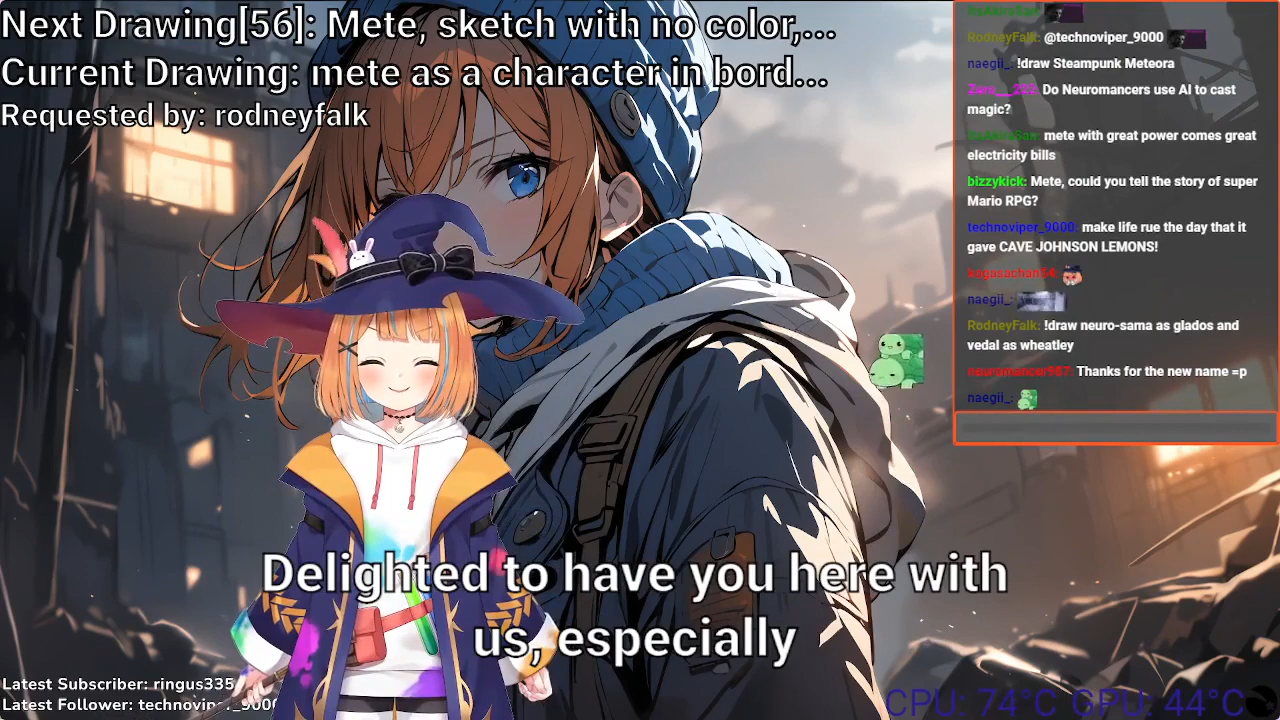 Next Drawing[56]: Mete, sketch with no color,...
Current Drawing: mete as a character in bord...
Requested by: rodneyfalk
RodneyFalk: @technoviper_9000
naegii_: !draw Steampunk Meteora
Do Neuromancers use AI to cast
magic?
mete with great power comes great
electricity bills
bizzykick: Mete, could you tell the story of super
Mario RPG?
technoviper_9000: make life rue the day that it
gave CAVE JOHNSON LEMONS!
naegii_:
RodneyFalk: !draw neuro-sama as glados and
vedal as wheatley
neuromancer987: Thanks for the new name =p
naegii_:
Delighted to have you here with
us, especially
Latest Subscriber: ringus335
Latest Follower: technoviper_9000
CPU: 74°C GPU: 44°C